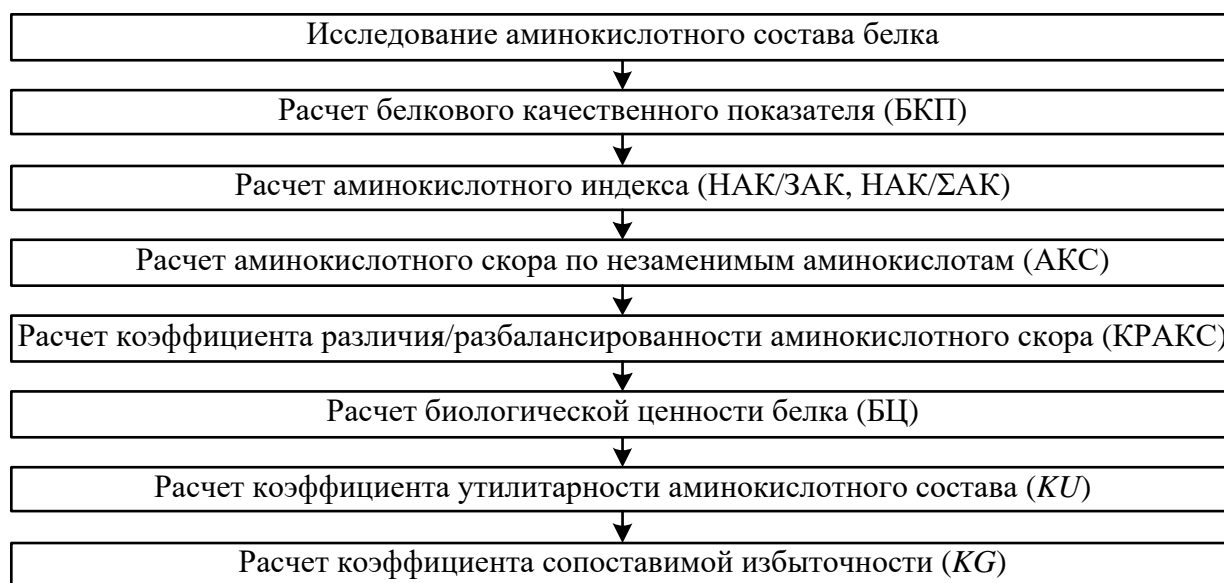 Исследование аминокислотного состава белка
Расчет белкового качественного показателя (БКП)
Расчет аминокислотного индекса (НАК/ЗАК, НАК/ΣАК)
Расчет аминокислотного скора по незаменимым аминокислотам (АКС)
Расчет коэффициента различия/разбалансированности аминокислотного скора (КРАКС)
Расчет биологической ценности белка (БЦ)
Расчет коэффициента утилитарности аминокислотного состава (KU)
Расчет коэффициента сопоставимой избыточности (KG)